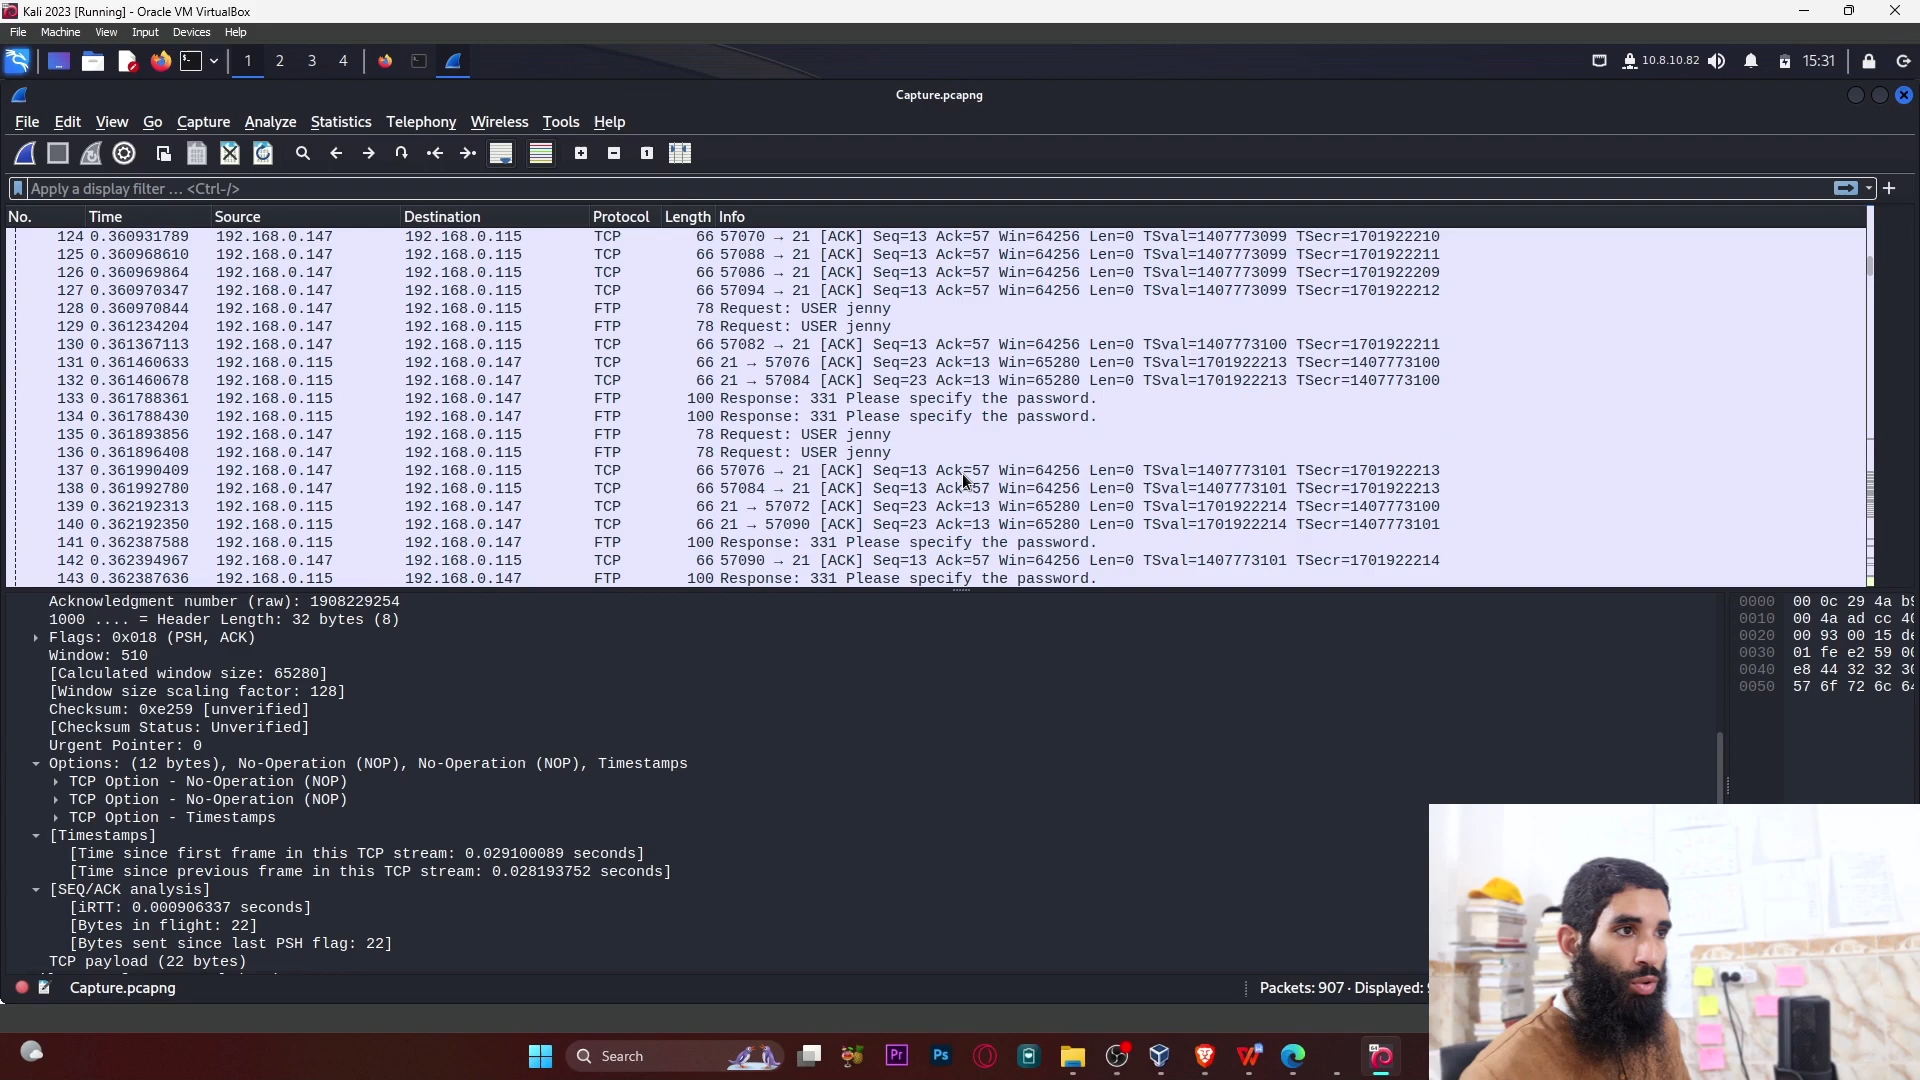 Kali 2023 [Running] - Oracle VM VirtualBox
File Machine View Input Devices Help
1 2 3 4 10.8.10.82 15:31
Capture.pcapng
File Edit View Go Capture Analyze Statistics Telephony Wireless Tools Help
Apply a display filter ... <Ctrl-/>
No. Time Source Destination Protocol Length Info
124 0.360931789 192.168.0.147 192.168.0.115 TCP 66 57070 → 21 [ACK] Seq=13 Ack=57 Win=64256 Len=0 TSval=1407773099 TSecr=1701922210
125 0.360968610 192.168.0.147 192.168.0.115 TCP 66 57088 → 21 [ACK] Seq=13 Ack=57 Win=64256 Len=0 TSval=1407773099 TSecr=1701922211
126 0.360969864 192.168.0.147 192.168.0.115 TCP 66 57086 → 21 [ACK] Seq=13 Ack=57 Win=64256 Len=0 TSval=1407773099 TSecr=1701922209
127 0.360970347 192.168.0.147 192.168.0.115 TCP 66 57094 → 21 [ACK] Seq=13 Ack=57 Win=64256 Len=0 TSval=1407773099 TSecr=1701922212
128 0.360970844 192.168.0.147 192.168.0.115 FTP 78 Request: USER jenny
129 0.361234204 192.168.0.147 192.168.0.115 FTP 78 Request: USER jenny
130 0.361367113 192.168.0.147 192.168.0.115 TCP 66 57082 → 21 [ACK] Seq=13 Ack=57 Win=64256 Len=0 TSval=1407773100 TSecr=1701922211
131 0.361460633 192.168.0.115 192.168.0.147 TCP 66 21 → 57076 [ACK] Seq=23 Ack=13 Win=65280 Len=0 TSval=1701922213 TSecr=1407773100
132 0.361460678 192.168.0.115 192.168.0.147 TCP 66 21 → 57084 [ACK] Seq=23 Ack=13 Win=65280 Len=0 TSval=1701922213 TSecr=1407773100
133 0.361788361 192.168.0.115 192.168.0.147 FTP 100 Response: 331 Please specify the password.
134 0.361788430 192.168.0.115 192.168.0.147 FTP 100 Response: 331 Please specify the password.
135 0.361893856 192.168.0.147 192.168.0.115 FTP 78 Request: USER jenny
136 0.361896408 192.168.0.147 192.168.0.115 FTP 78 Request: USER jenny
137 0.361990409 192.168.0.147 192.168.0.115 TCP 66 57076 → 21 [ACK] Seq=13 Ack=57 Win=64256 Len=0 TSval=1407773101 TSecr=1701922213
138 0.361992780 192.168.0.147 192.168.0.115 TCP 66 57084 → 21 [ACK] Seq=13 Ack=57 Win=64256 Len=0 TSval=1407773101 TSecr=1701922213
139 0.362192313 192.168.0.115 192.168.0.147 TCP 66 21 → 57072 [ACK] Seq=23 Ack=13 Win=65280 Len=0 TSval=1701922214 TSecr=1407773100
140 0.362192350 192.168.0.115 192.168.0.147 TCP 66 21 → 57090 [ACK] Seq=23 Ack=13 Win=65280 Len=0 TSval=1701922214 TSecr=1407773101
141 0.362387588 192.168.0.115 192.168.0.147 FTP 100 Response: 331 Please specify the password.
142 0.362394967 192.168.0.147 192.168.0.115 TCP 66 57090 → 21 [ACK] Seq=13 Ack=57 Win=64256 Len=0 TSval=1407773101 TSecr=1701922214
143 0.362387636 192.168.0.115 192.168.0.147 FTP 100 Response: 331 Please specify the password.
Acknowledgment number (raw): 1908229254
1000 .... = Header Length: 32 bytes (8)
Flags: 0x018 (PSH, ACK)
Window: 510
[Calculated window size: 65280]
[Window size scaling factor: 128]
Checksum: 0xe259 [unverified]
[Checksum Status: Unverified]
Urgent Pointer: 0
Options: (12 bytes), No-Operation (NOP), No-Operation (NOP), Timestamps
TCP Option - No-Operation (NOP)
TCP Option - No-Operation (NOP)
TCP Option - Timestamps
[Timestamps]
[Time since first frame in this TCP stream: 0.029100089 seconds]
[Time since previous frame in this TCP stream: 0.028193752 seconds]
[SEQ/ACK analysis]
[iRTT: 0.000906337 seconds]
[Bytes in flight: 22]
[Bytes sent since last PSH flag: 22]
TCP payload (22 bytes)
0000 00 0c 29 4a
0010 00 4a ad cc
0020 00 93 00 15
0030 01 fe e2 59
0040 e8 44 32 32
0050 57 6f 72 6c
Capture.pcapng
Packets: 907 · Displayed:
Search
Pr
Ps